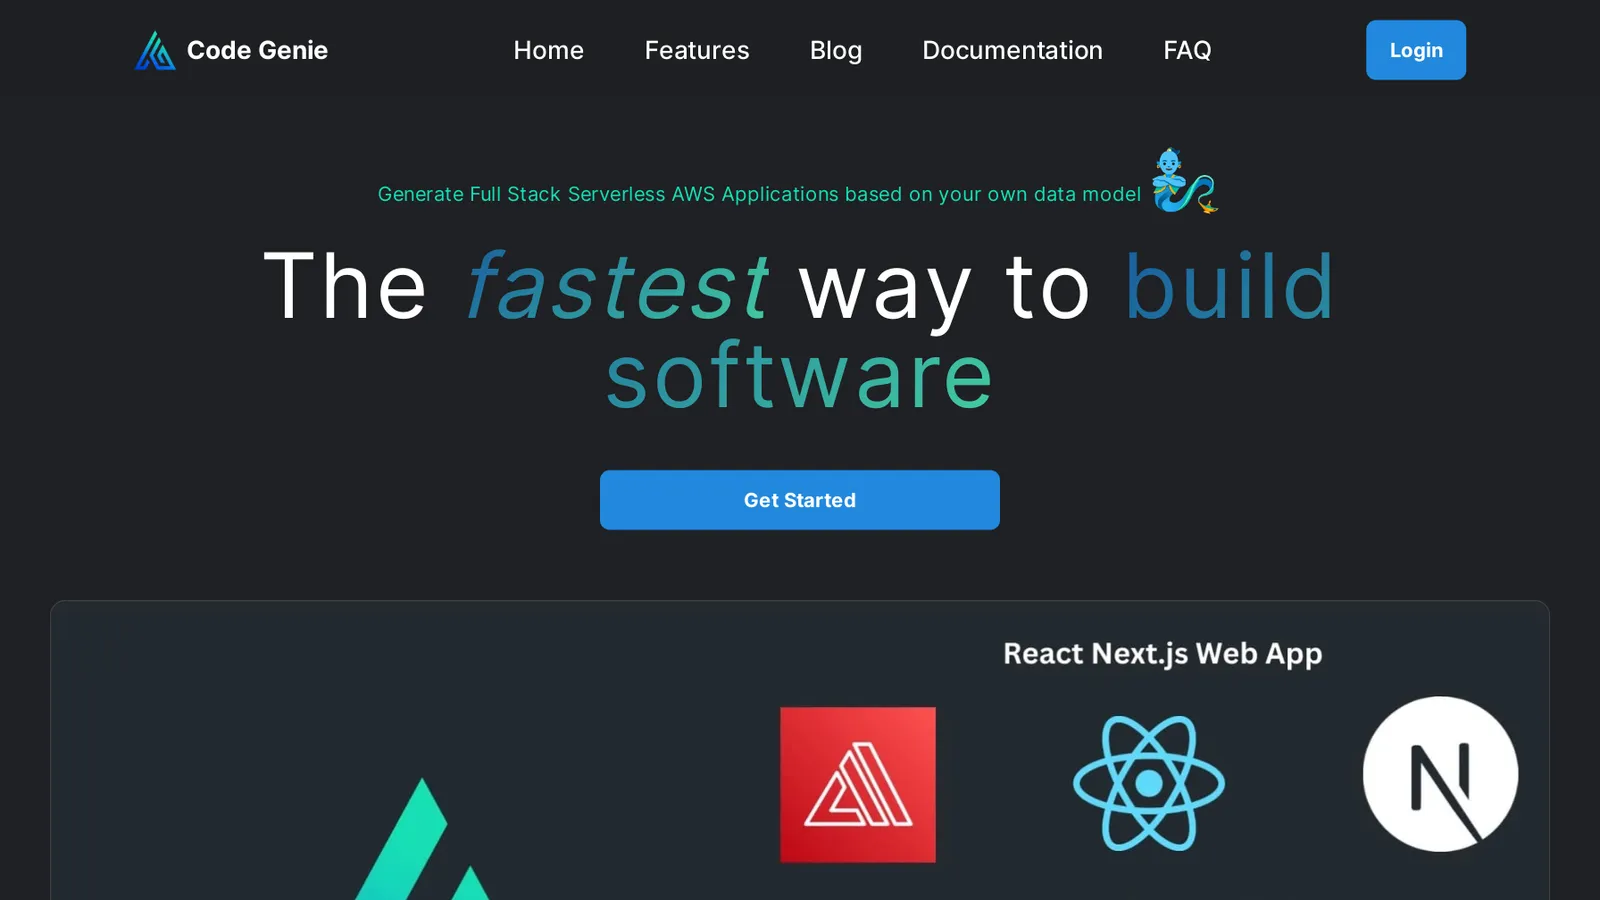 Code Genie
Home
Features
Blog
Documentation
FAQ
Login
Generate Full Stack Serverless AWS Applications based on your own data model
The fastest way to build
software
Get Started
React Next.js Web App